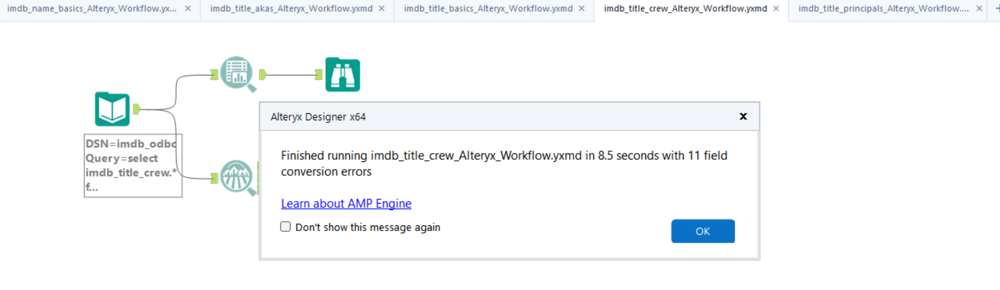 imdb_name_basics_Alteryx_Workflow.yx...
imdb_title_akas_Alteryx_Workflow.yxmd
imdb_title_basics_Alteryx_Workflow.yxmd
imdb_title_crew_Alteryx_Workflow.yxmd
imdb_title_principals_Alteryx_Workflow....
DSN=imdb_odbc
Query=select
imdb_title_crew.*
f...
Alteryx Designer x64
Finished running imdb_title_crew_Alteryx_Workflow.yxmd in 8.5 seconds with 11 field
conversion errors
Learn about AMP Engine
Don't show this message again
OK